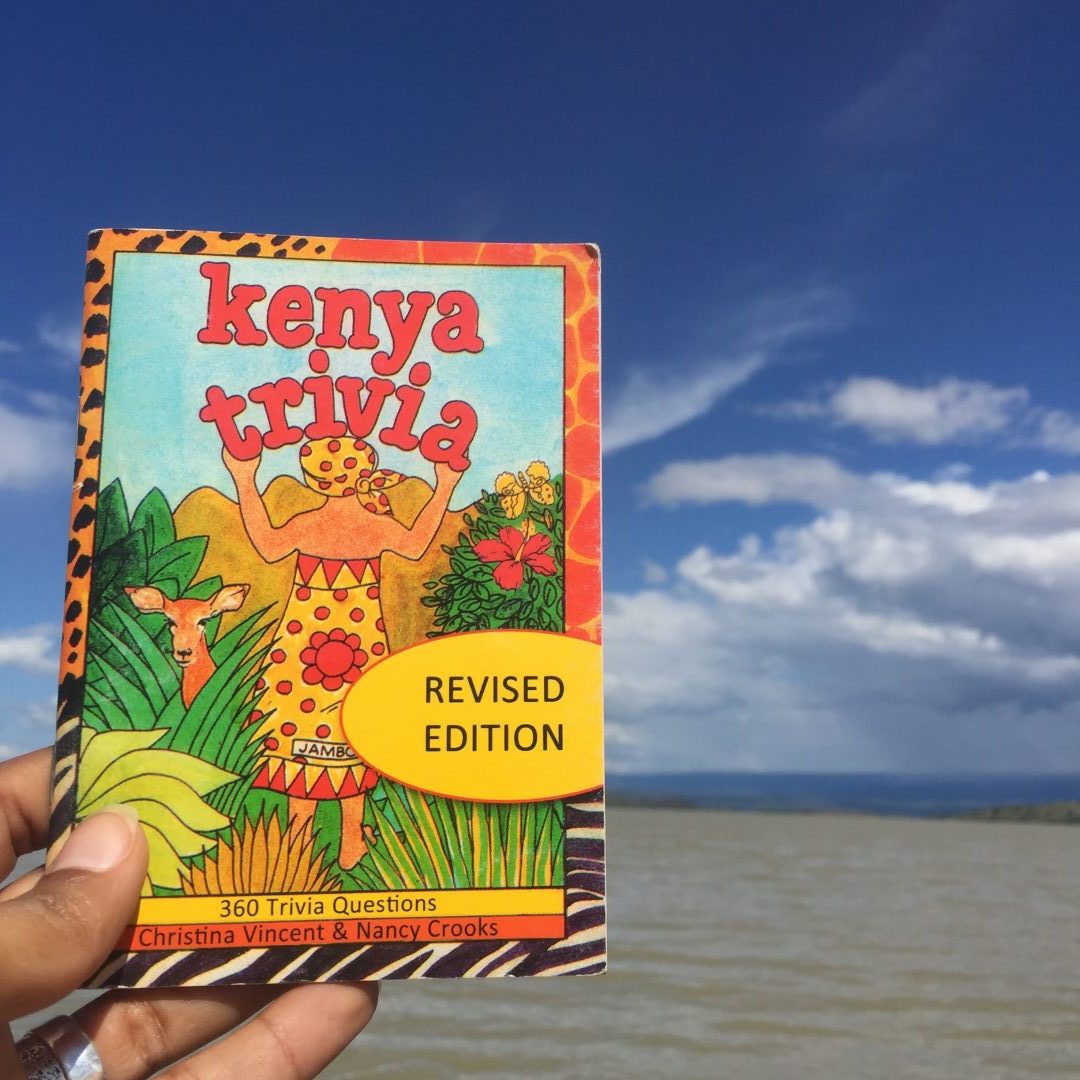 kenya
trivia
REVISED
EDITION
JAMBO
360 Trivia Questions
Christina Vincent & Nancy Crooks